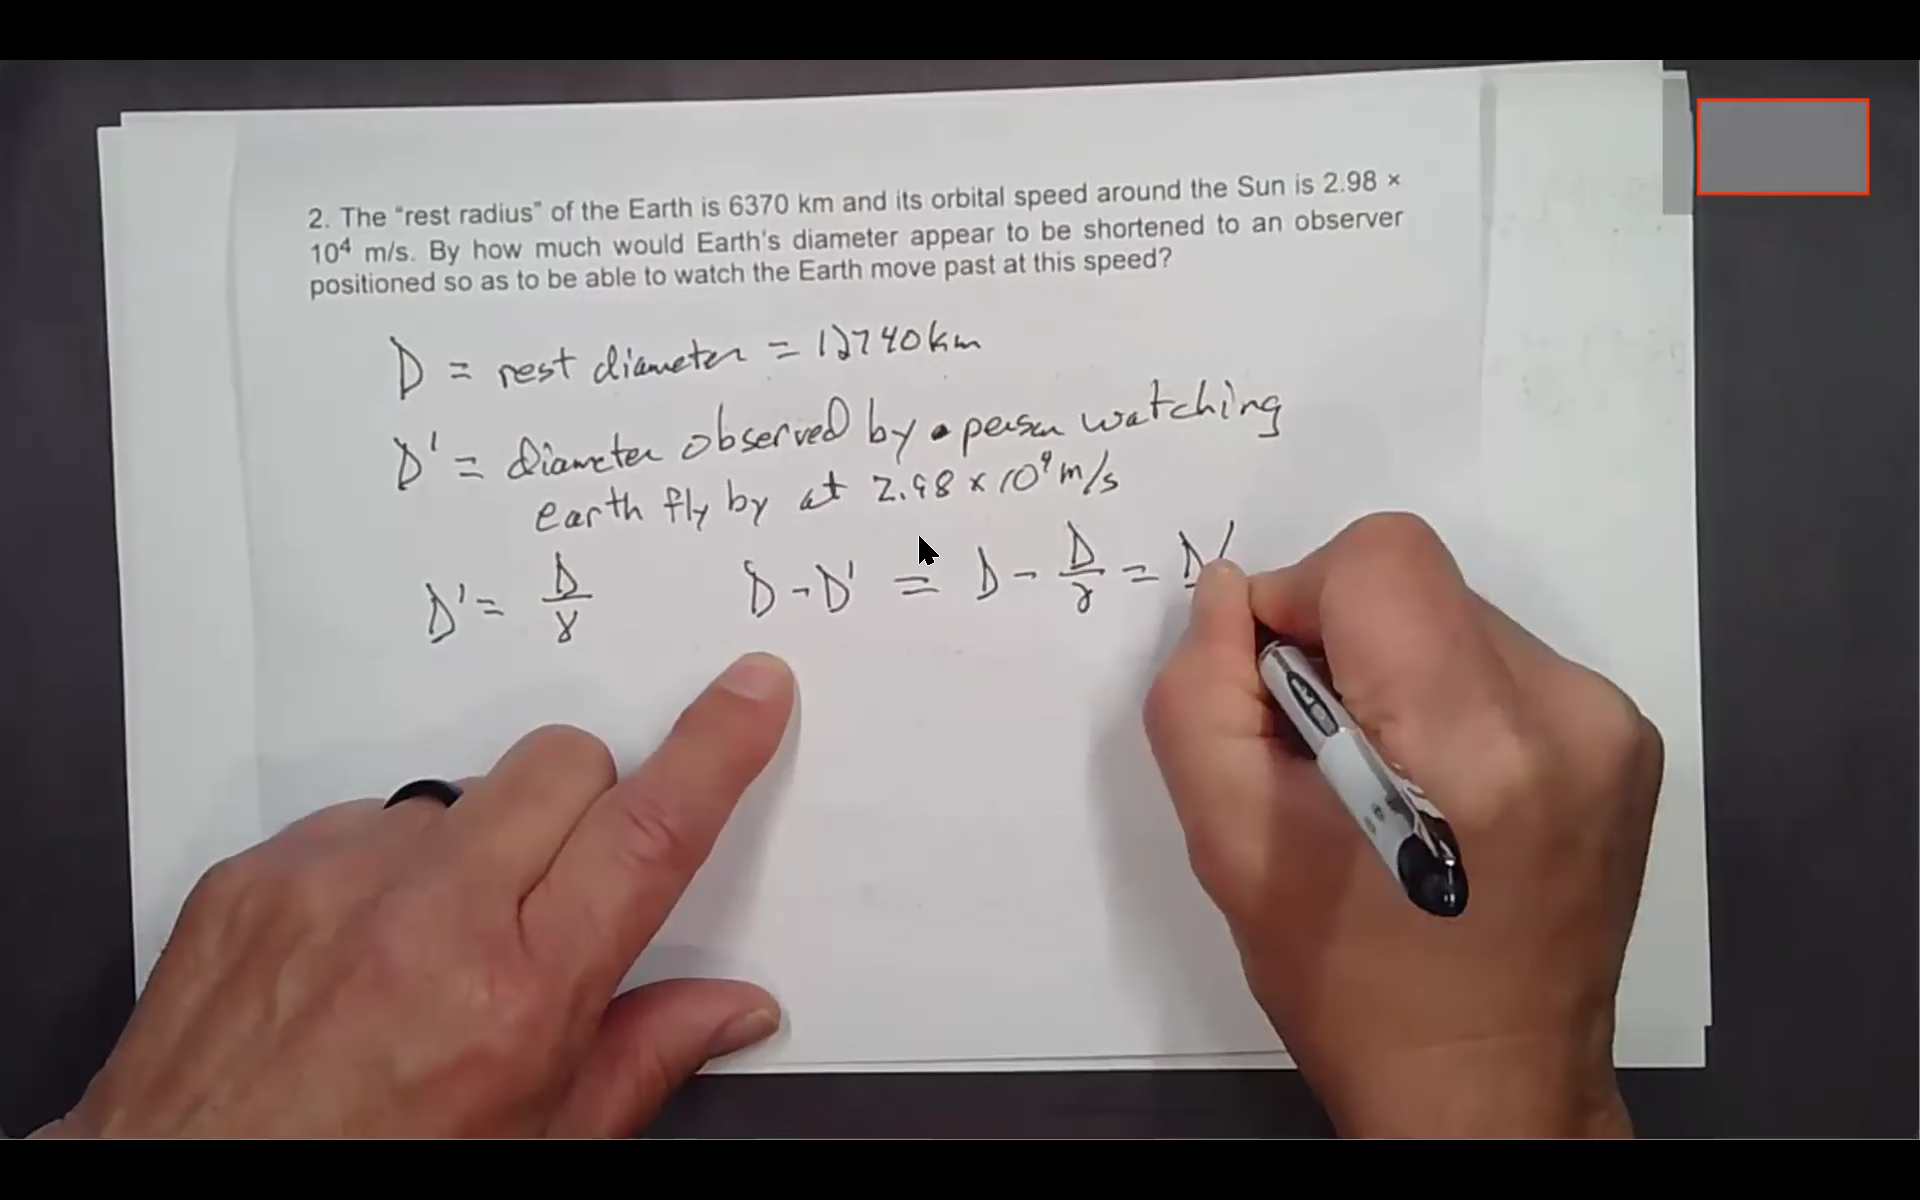 2. The “rest radius” of the Earth is 6370 km and its orbital speed around the Sun is 2.98 ×
10⁴ m/s. By how much would Earth's diameter appear to be shortened to an observer
positioned so as to be able to watch the Earth move past at this speed?
D = rest diameter = 12740 km
D' = diameter observed by person watching
earth fly by at 2.98 × 10⁴ m/s
D' = D/γ D - D' = D - D/γ = D(